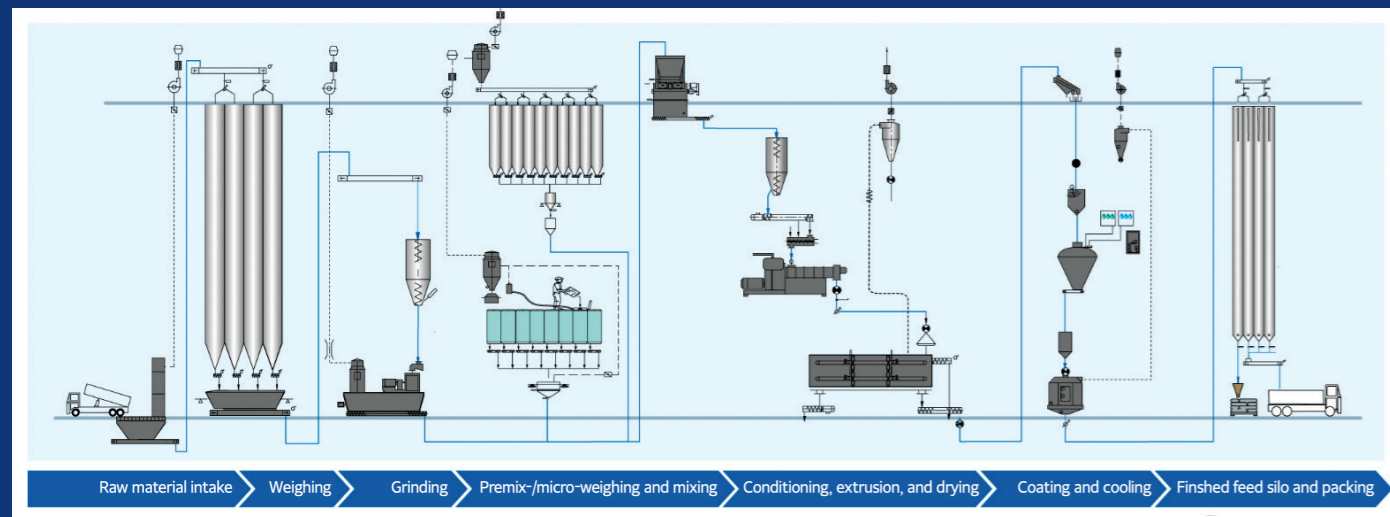 Raw material intake
Weighing
Grinding
Premix-/micro-weighing and mixing
Conditioning, extrusion, and drying
Coating and cooling
Finshed feed silo and packing